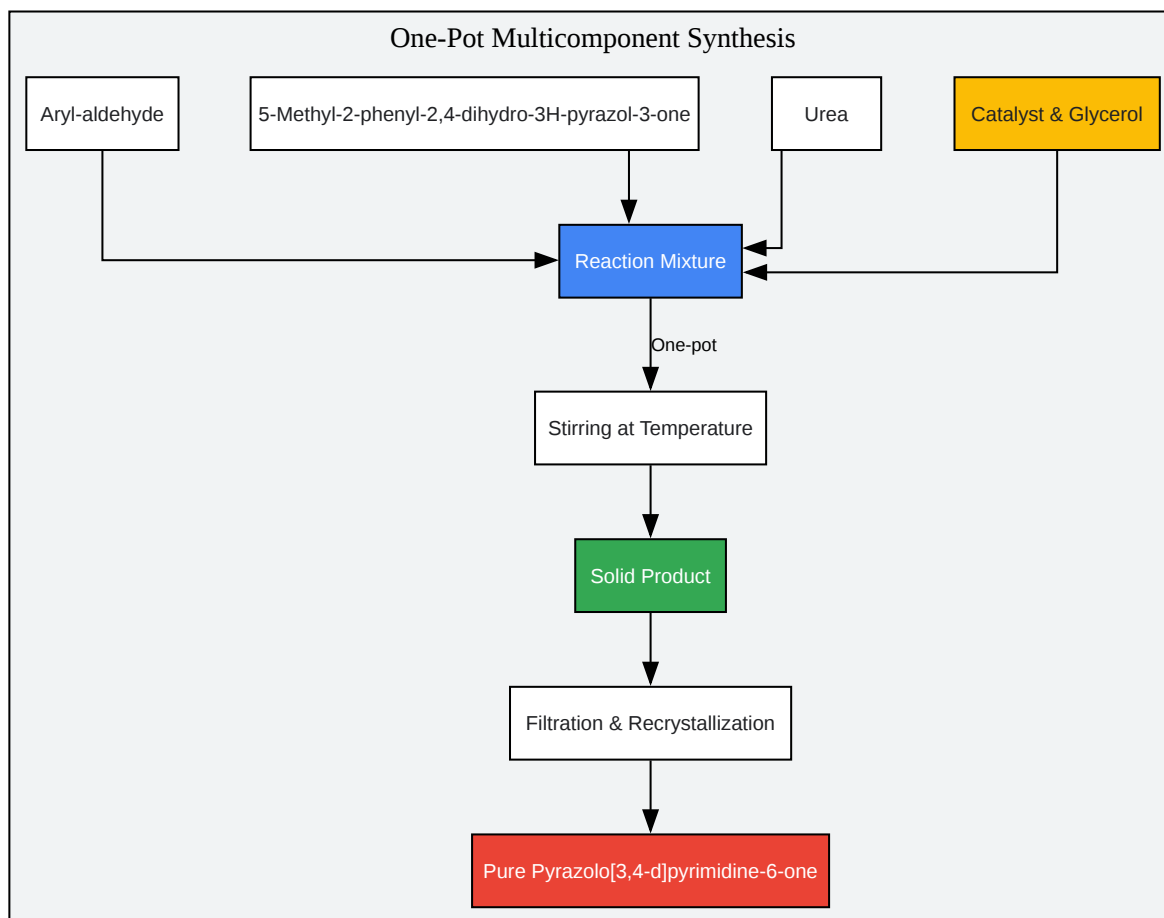 One-Pot Multicomponent Synthesis
Aryl-aldehyde
5-Methyl-2-phenyl-2,4-dihydro-3H-pyrazol-3-one
Urea
Catalyst & Glycerol
Reaction Mixture
One-pot
Stirring at Temperature
Solid Product
Filtration & Recrystallization
Pure Pyrazolo[3,4-d]pyrimidine-6-one